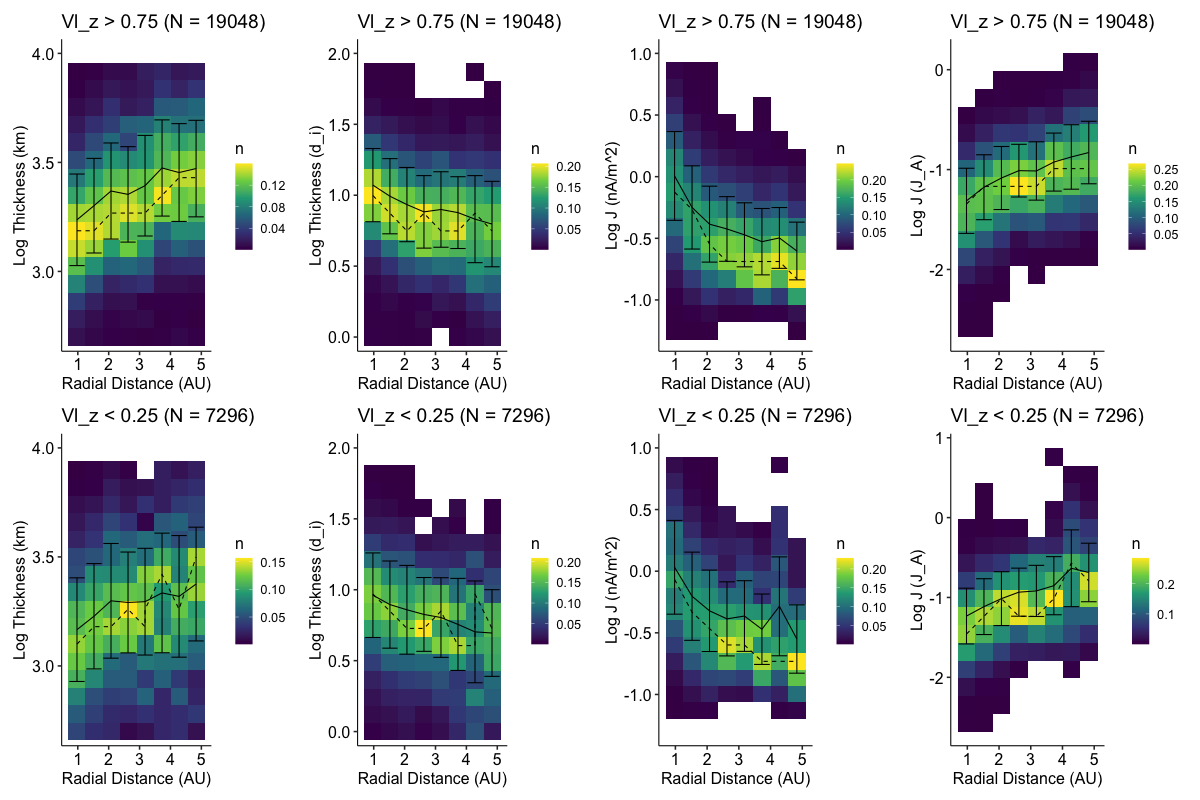 VI_z > 0.75 (N = 19048)
Log Thickness (km)
4.0
3.5
3.0
1 2 3 4 5
Radial Distance (AU)
n
0.12
0.08
0.04
VI_z > 0.75 (N = 19048)
Log Thickness (d_i)
2.0
1.5
1.0
0.5
0.0
1 2 3 4 5
Radial Distance (AU)
n
0.20
0.15
0.10
0.05
VI_z > 0.75 (N = 19048)
Log J (nA/m^2)
1.0
0.5
0.0
-0.5
-1.0
1 2 3 4 5
Radial Distance (AU)
n
0.20
0.15
0.10
0.05
VI_z > 0.75 (N = 19048)
Log J (J_A)
0
-1
-2
1 2 3 4 5
Radial Distance (AU)
n
0.25
0.20
0.15
0.10
0.05
VI_z < 0.25 (N = 7296)
Log Thickness (km)
4.0
3.5
3.0
1 2 3 4 5
Radial Distance (AU)
n
0.15
0.10
0.05
VI_z < 0.25 (N = 7296)
Log Thickness (d_i)
2.0
1.5
1.0
0.5
0.0
1 2 3 4 5
Radial Distance (AU)
n
0.20
0.15
0.10
0.05
VI_z < 0.25 (N = 7296)
Log J (nA/m^2)
1.0
0.5
0.0
-0.5
-1.0
1 2 3 4 5
Radial Distance (AU)
n
0.20
0.15
0.10
0.05
VI_z < 0.25 (N = 7296)
Log J (J_A)
1
0
-1
-2
1 2 3 4 5
Radial Distance (AU)
n
0.2
0.1